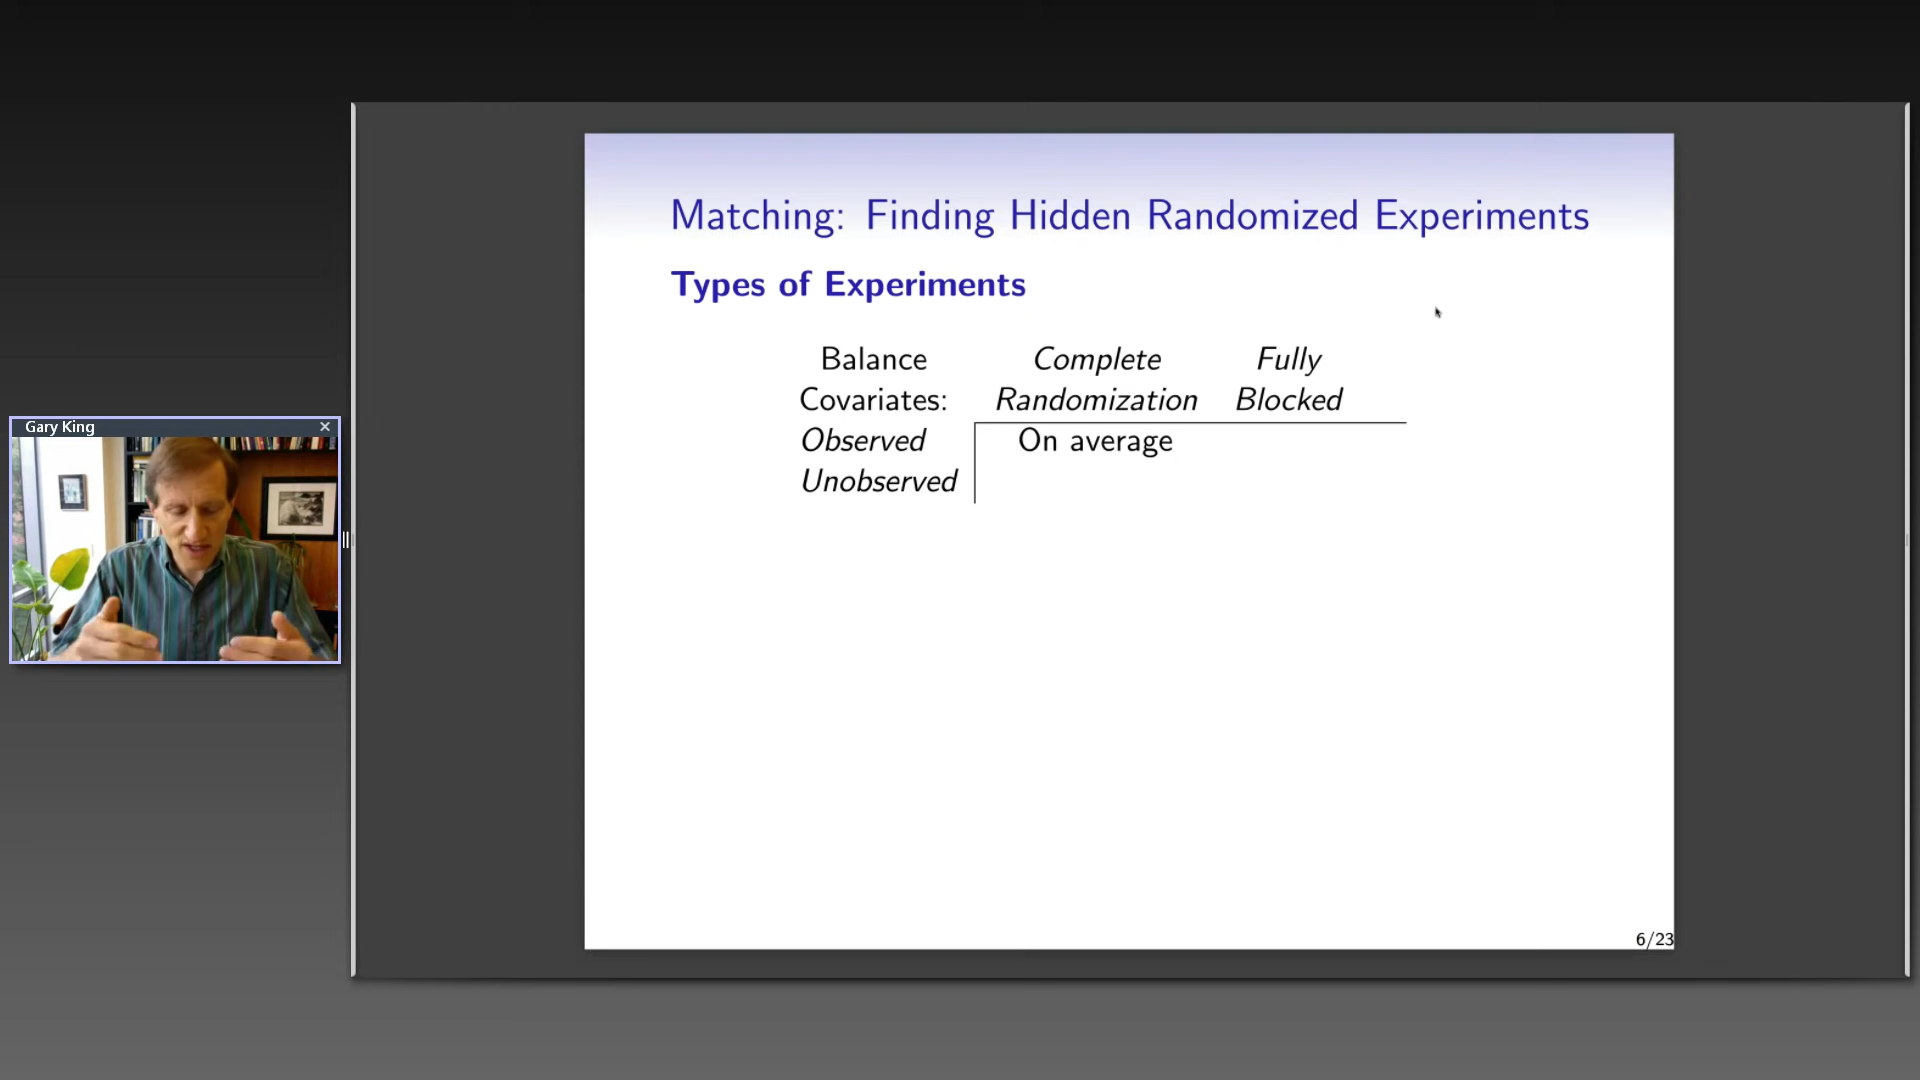 Gary King
Matching: Finding Hidden Randomized Experiments
Types of Experiments
Balance Complete Fully
Covariates: Randomization Blocked
Observed On average
Unobserved
6/23